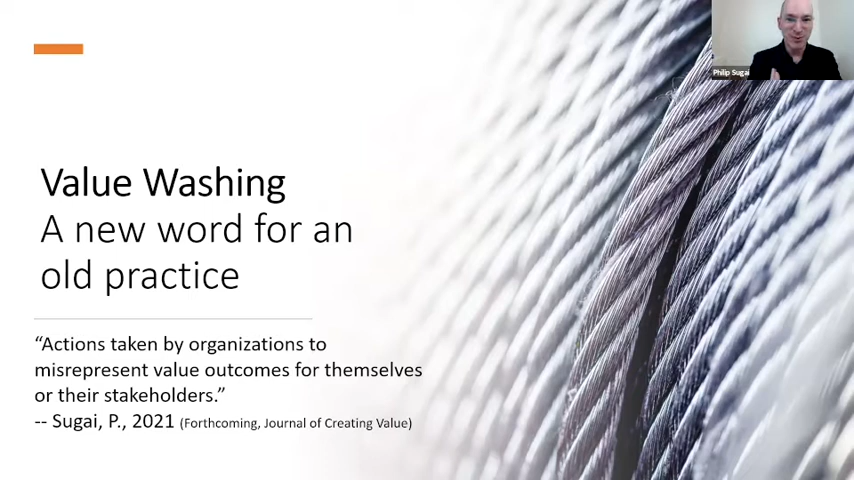 Philip Sugai
Value Washing
A new word for an
old practice
“Actions taken by organizations to
misrepresent value outcomes for themselves
or their stakeholders.”
-- Sugai, P., 2021 (Forthcoming, Journal of Creating Value)